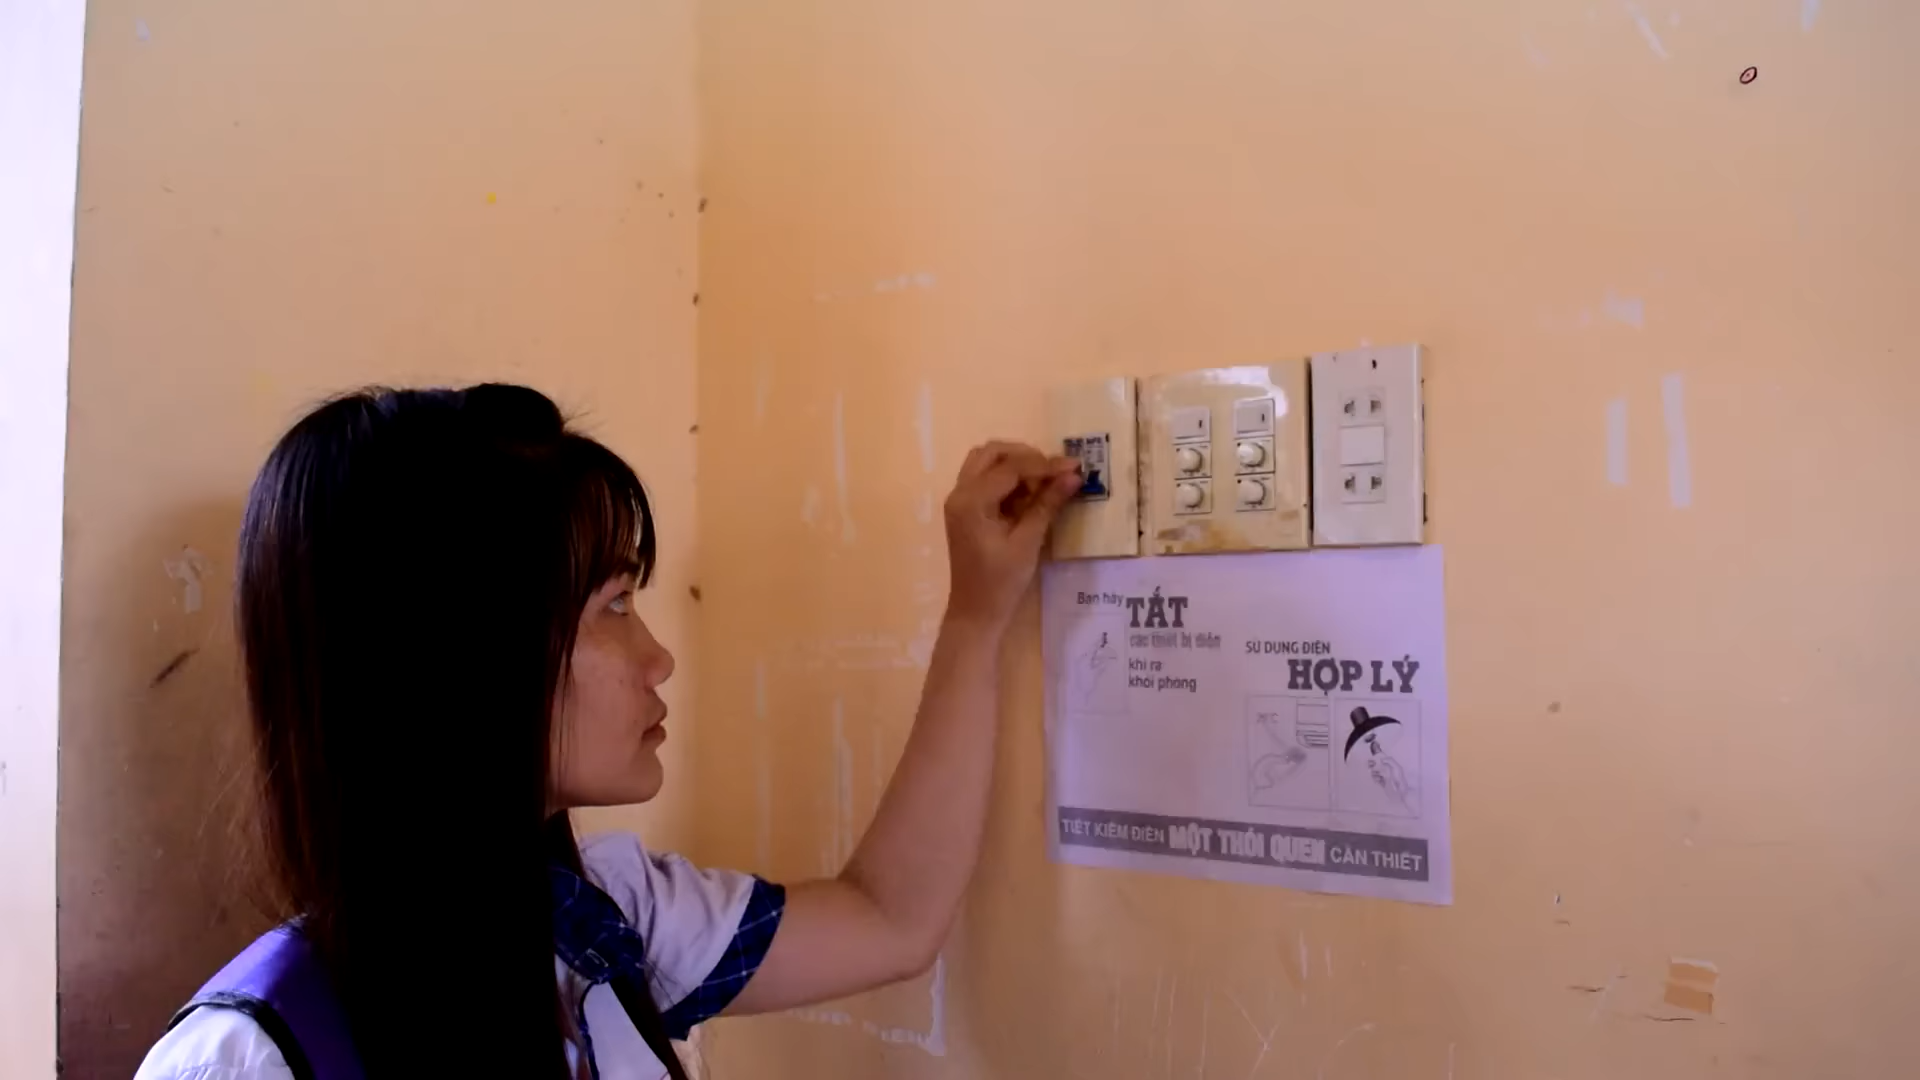 Bạn hãy
TẮT
các thiết bị điện
khi ra
khỏi phòng
SỬ DỤNG ĐIỆN
HỢP LÝ
TIẾT KIỆM ĐIỆN MỘT THÓI QUEN CẦN THIẾT